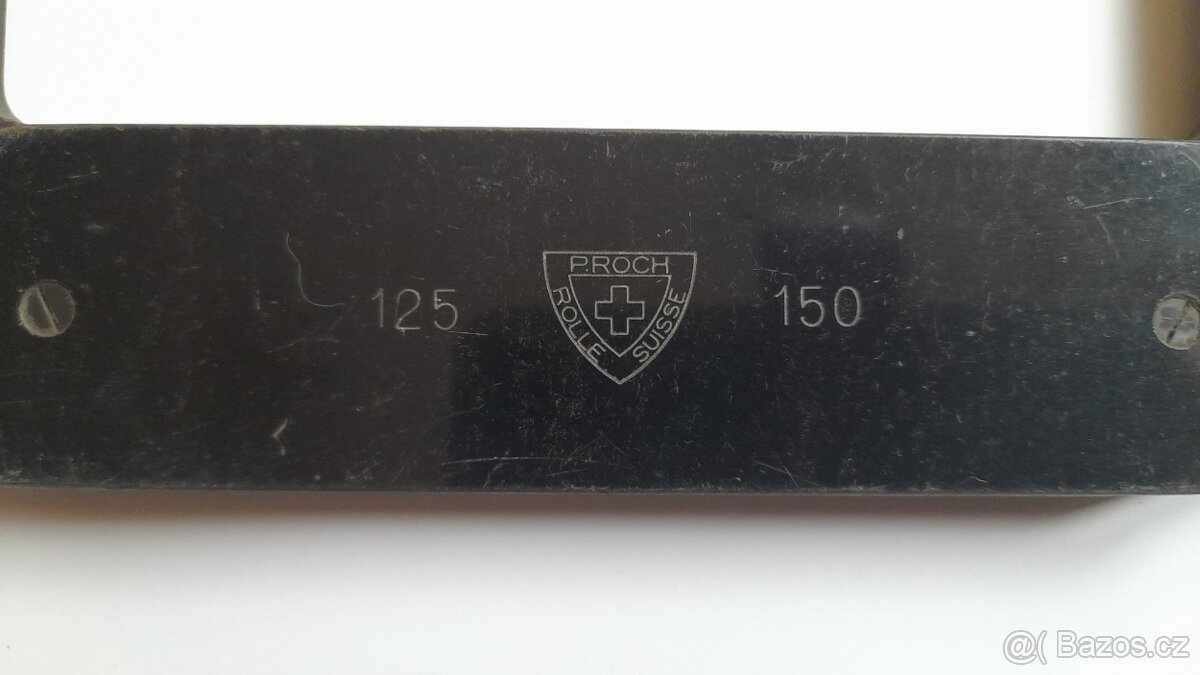 125
P.ROCH
ROLLE SUISSE
150
@( Bazos.cz